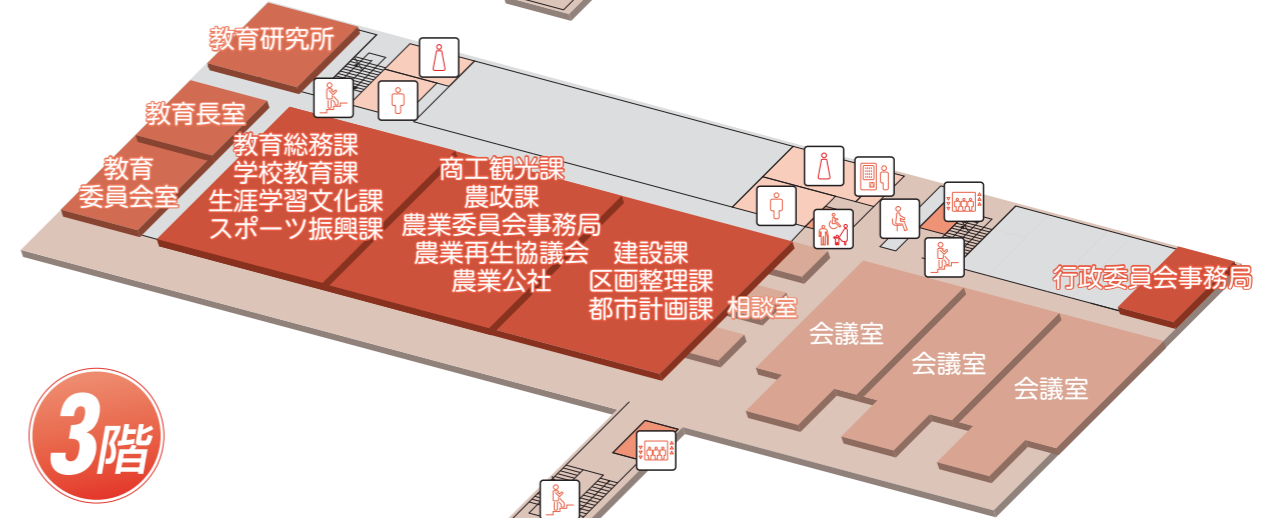 教育研究所
教育長室
教育
委員会室
教育総務課
学校教育課
生涯学習文化課
スポーツ振興課
商工観光課
農政課
農業委員会事務局
農業再生協議会
農業公社
建設課
区画整理課
都市計画課
相談室
会議室
会議室
会議室
行政委員会事務局
3階